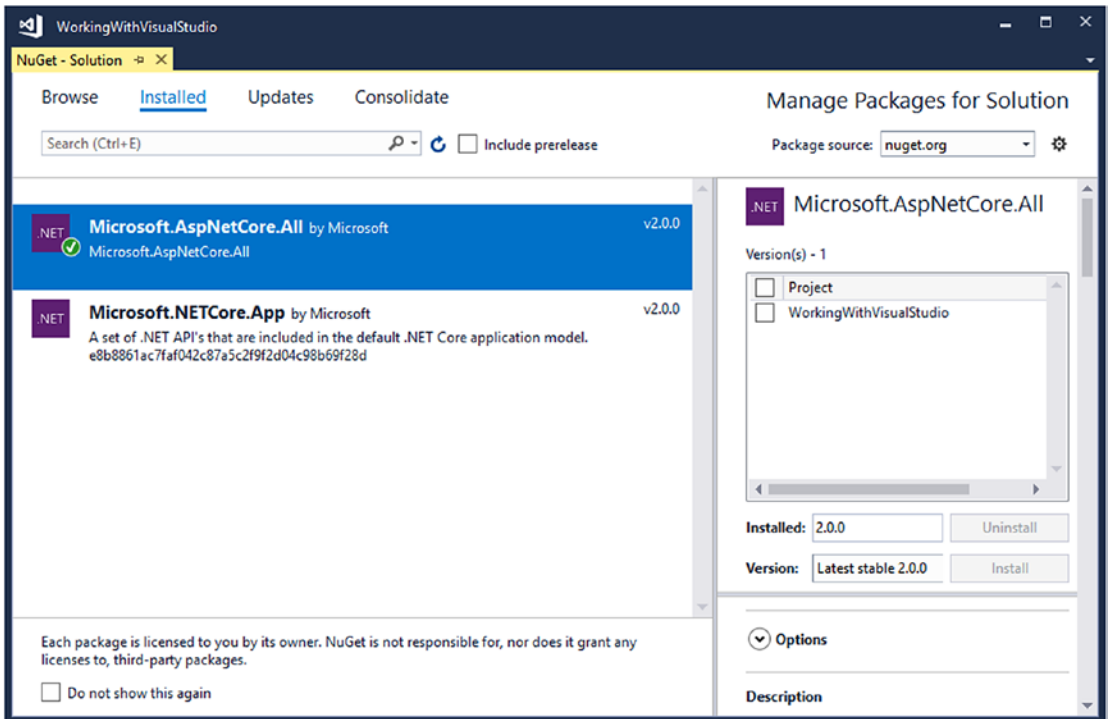 WorkingWithVisualStudio
NuGet - Solution
Browse Installed Updates Consolidate
Manage Packages for Solution
Search (Ctrl+E)
Include prerelease
Package source: nuget.org
.NET
Microsoft.AspNetCore.All by Microsoft v2.0.0
Microsoft.AspNetCore.All
.NET
Microsoft.NETCore.App by Microsoft v2.0.0
A set of .NET API's that are included in the default .NET Core application model.
e8b8861ac7faf042c87a5c2f9f2d04c98b69f28d
Each package is licensed to you by its owner. NuGet is not responsible for, nor does it grant any
licenses to, third-party packages.
Do not show this again
.NET
Microsoft.AspNetCore.All
Version(s) - 1
Project
WorkingWithVisualStudio
Installed: 2.0.0 Uninstall
Version: Latest stable 2.0.0 Install
Options
Description